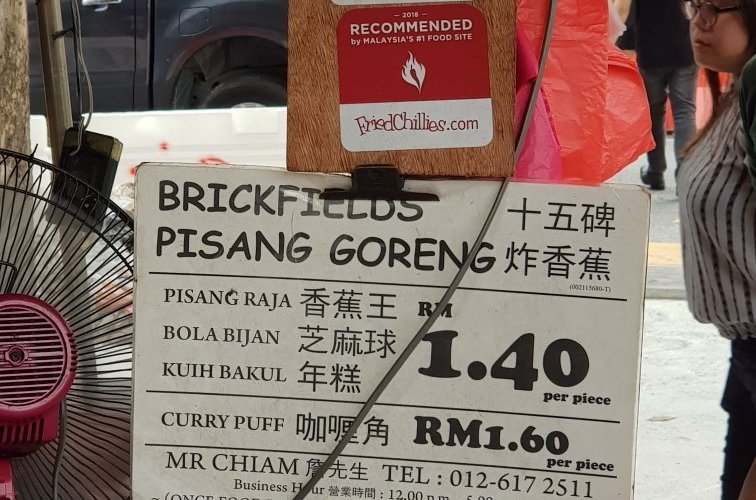 2018
RECOMMENDED
by MALAYSIA'S #1 FOOD SITE
FriedChillies.com
BRICKFIELDS 十五碑
PISANG GORENG 炸香蕉
(002115680-T)
PISANG RAJA 香蕉王 RM
BOLA BIJAN 芝麻球 1.40
KUIH BAKUL 年糕 per piece
CURRY PUFF 咖喱角 RM1.60
per piece
MR CHIAM 詹先生 TEL : 012-617 2511
Business Hour 營業時間 : 12.00 p.m
(ONCE FOOD